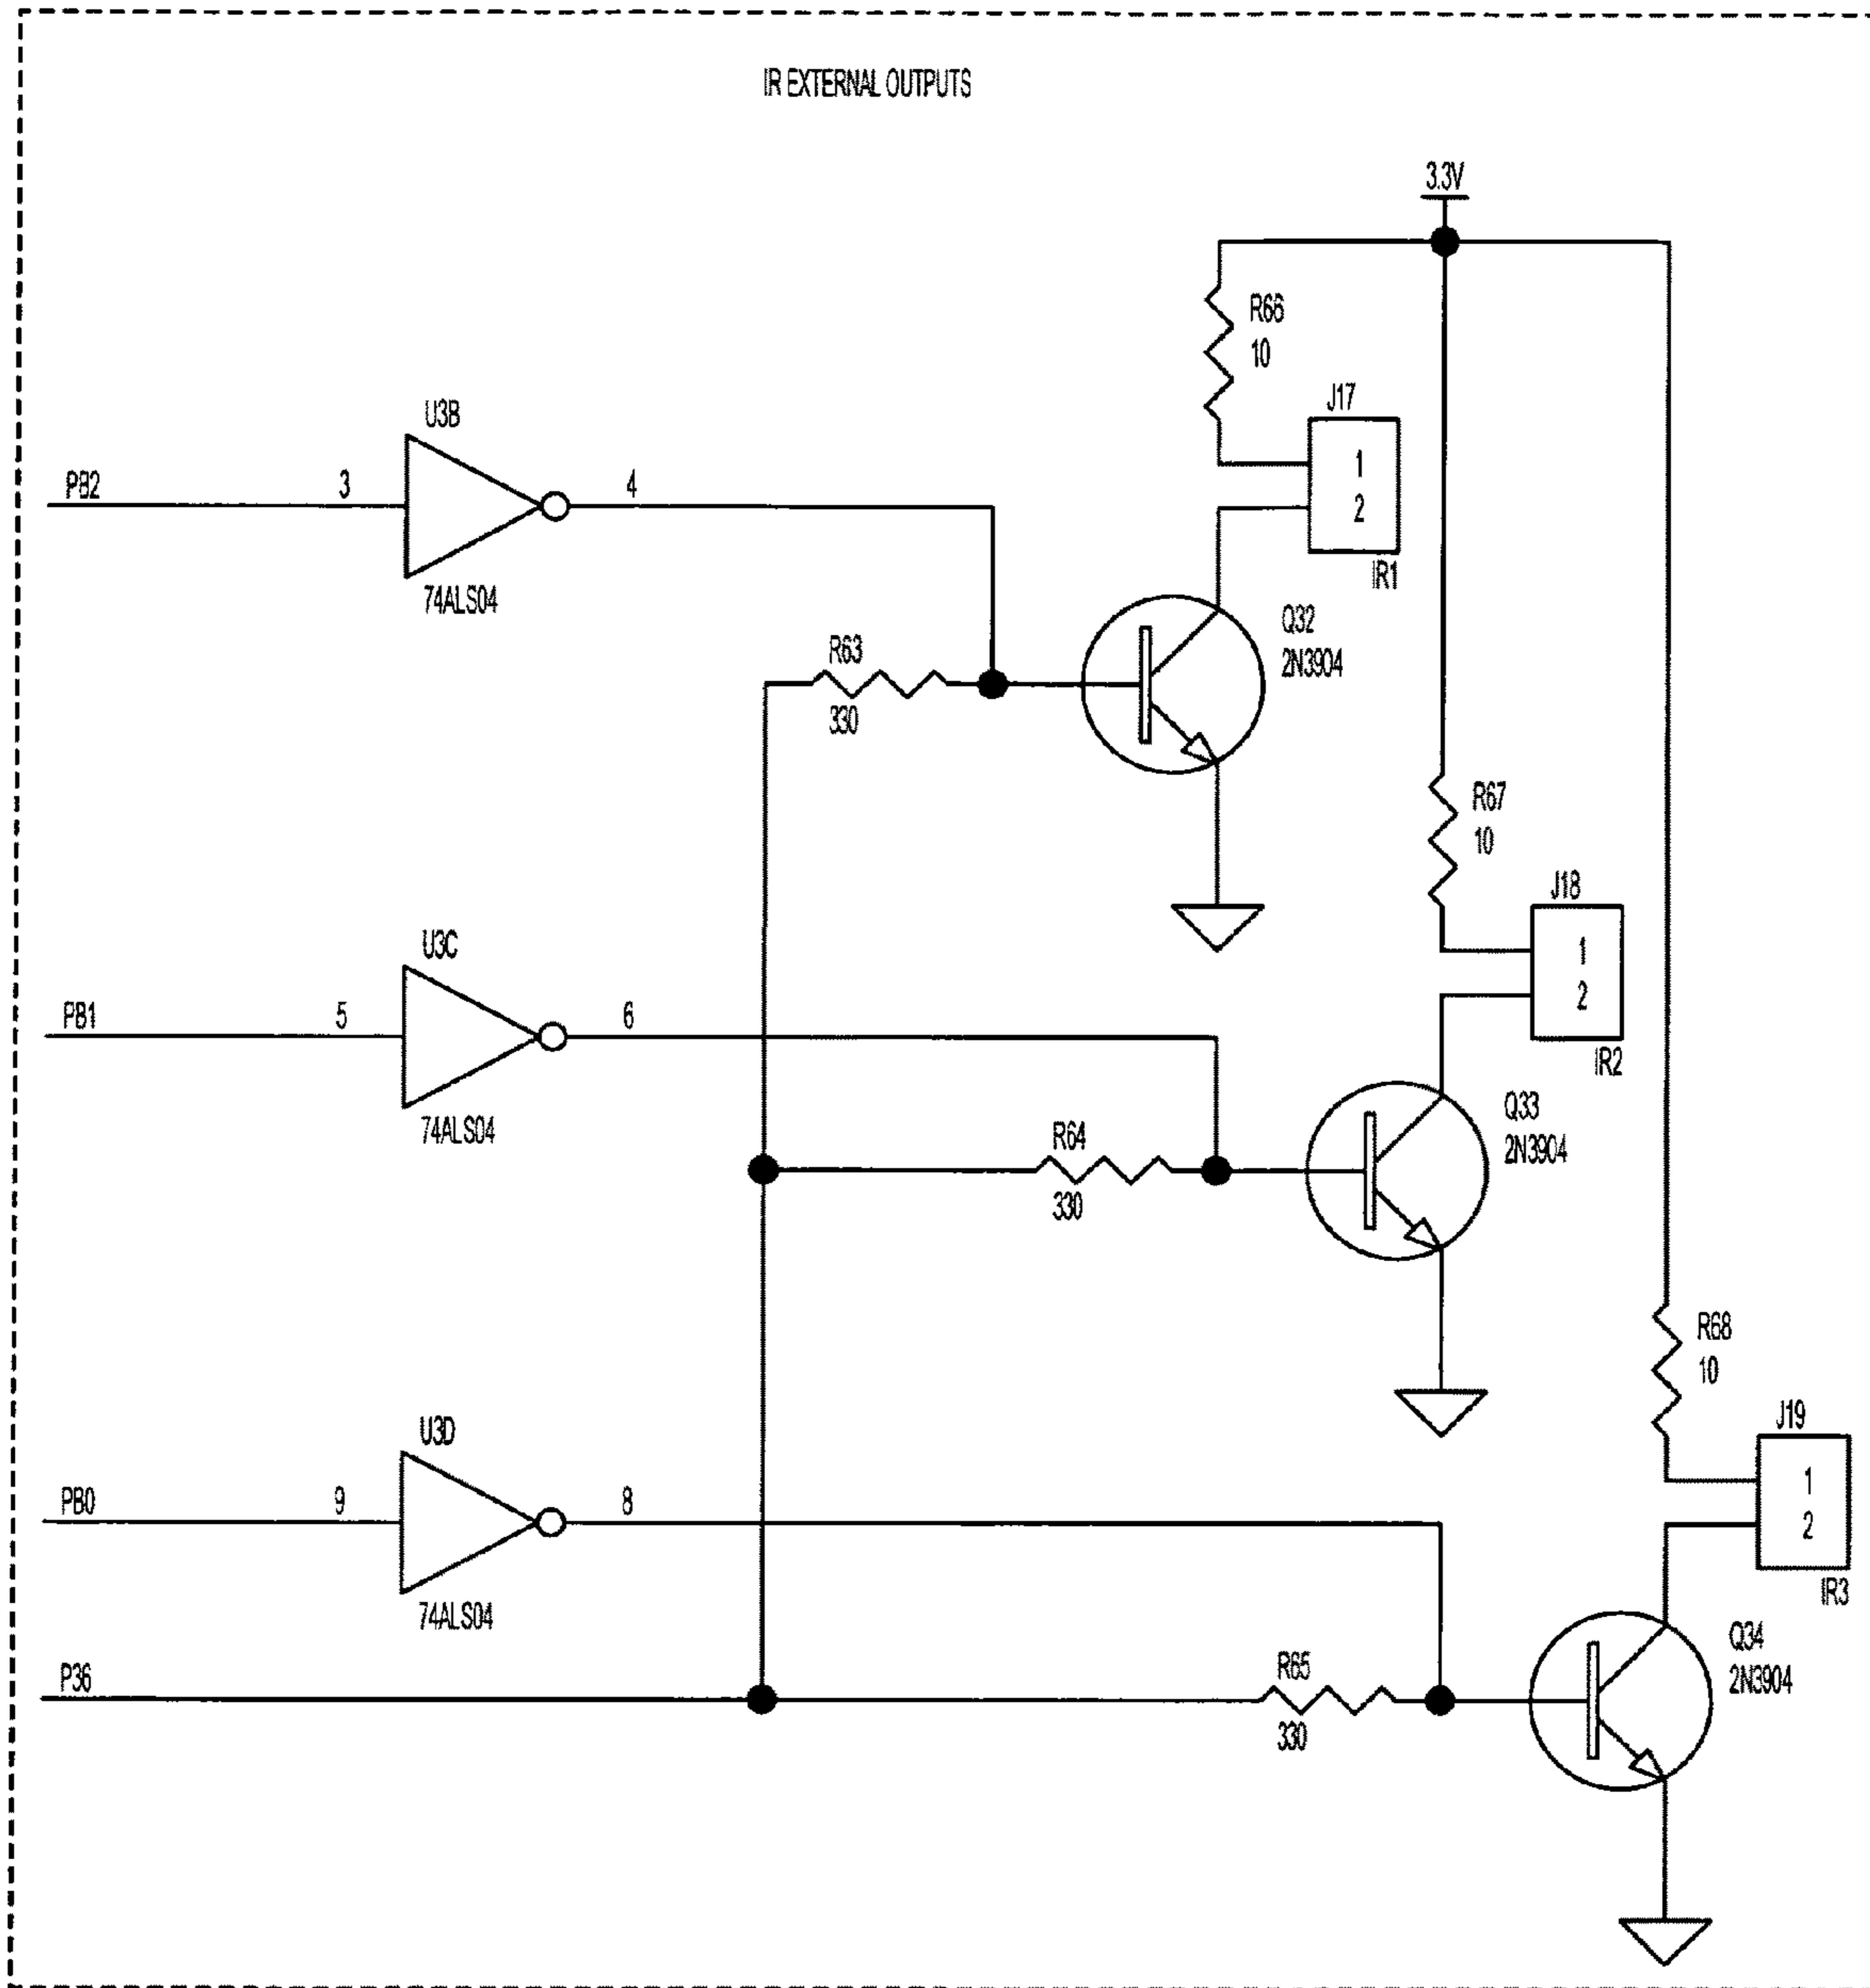 IR EXTERNAL OUTPUTS
3.3V
R66
10
J17
1
2
IR1
U3B
PB2
3
4
74ALS04
Q32
2N3904
R63
330
R67
10
J18
1
2
IR2
U3C
PB1
5
6
74ALS04
Q33
2N3904
R64
330
R68
10
J19
1
2
IR3
U3D
PB0
9
8
74ALS04
Q34
2N3904
P36
R65
330